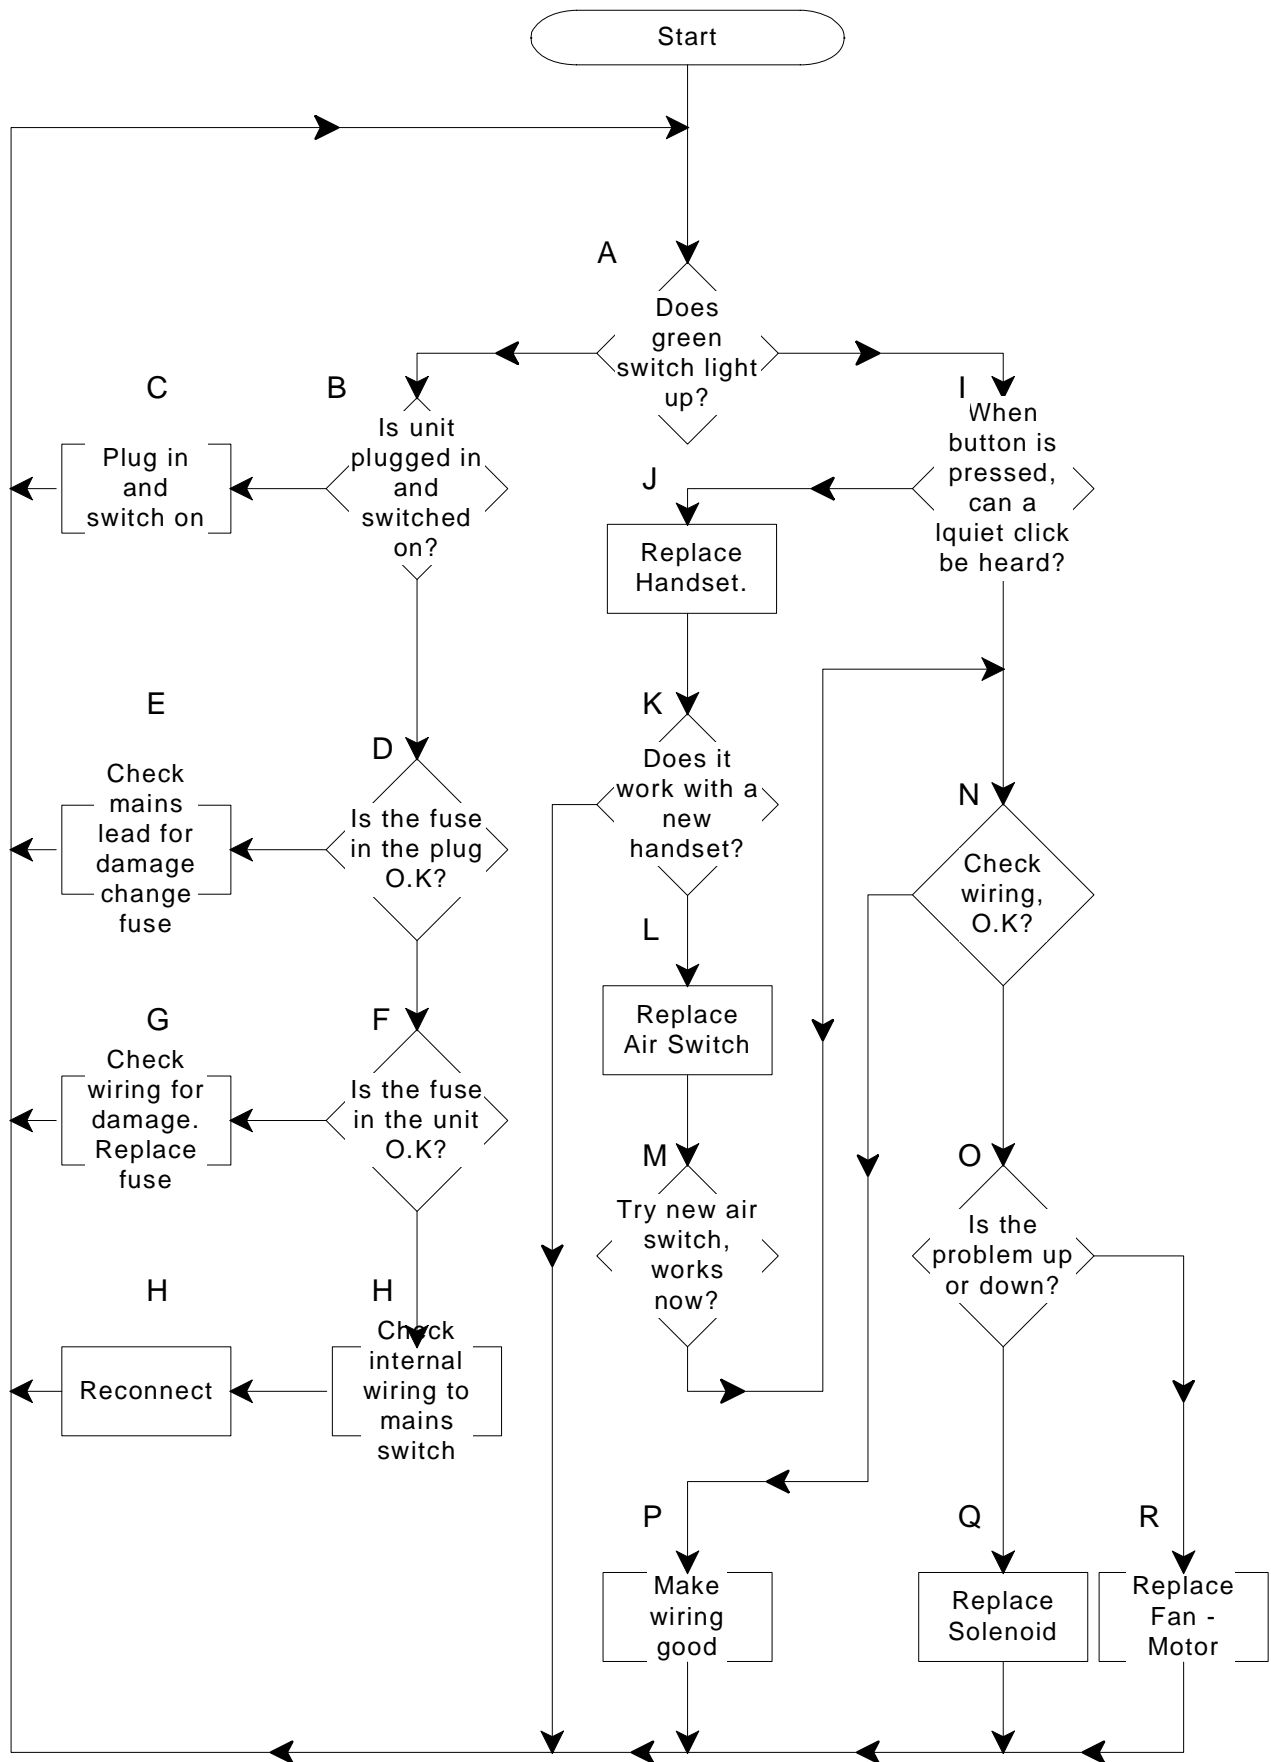 Start
A
Does
green
switch light
up?
C
B
I
Plug in
and
switch on
Is unit
plugged in
and
switched
on?
When
button is
pressed,
can a
lquiet click
be heard?
J
Replace
Handset.
E
D
K
N
Check
mains
lead for
damage
change
fuse
Is the fuse
in the plug
O.K?
Does it
work with a
new
handset?
Check
wiring,
O.K?
L
Replace
Air Switch
G
F
Check
wiring for
damage.
Replace
fuse
Is the fuse
in the unit
O.K?
M
O
Try new air
switch,
works
now?
Is the
problem up
or down?
H
H
Reconnect
Check
internal
wiring to
mains
switch
P
Q
R
Make
wiring
good
Replace
Solenoid
Replace
Fan -
Motor